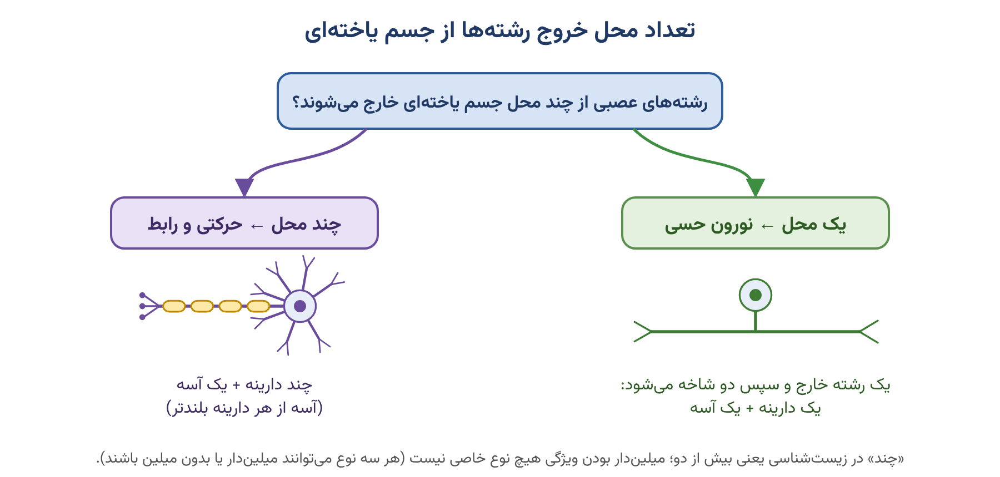 تعداد محل خروج رشته‌ها از جسم یاخته‌ای
رشته‌های عصبی از چند محل جسم یاخته‌ای خارج می‌شوند؟
یک محل ← نورون حسی
چند محل ← حرکتی و رابط
یک رشته خارج و سپس دو شاخه می‌شود:
یک دارینه + یک آسه
چند دارینه + یک آسه
(آسه از هر دارینه بلندتر)
«چند» در زیست‌شناسی یعنی بیش از دو؛ میلین‌دار بودن ویژگی هیچ نوع خاصی نیست (هر سه نوع می‌توانند میلین‌دار یا بدون میلین باشند).